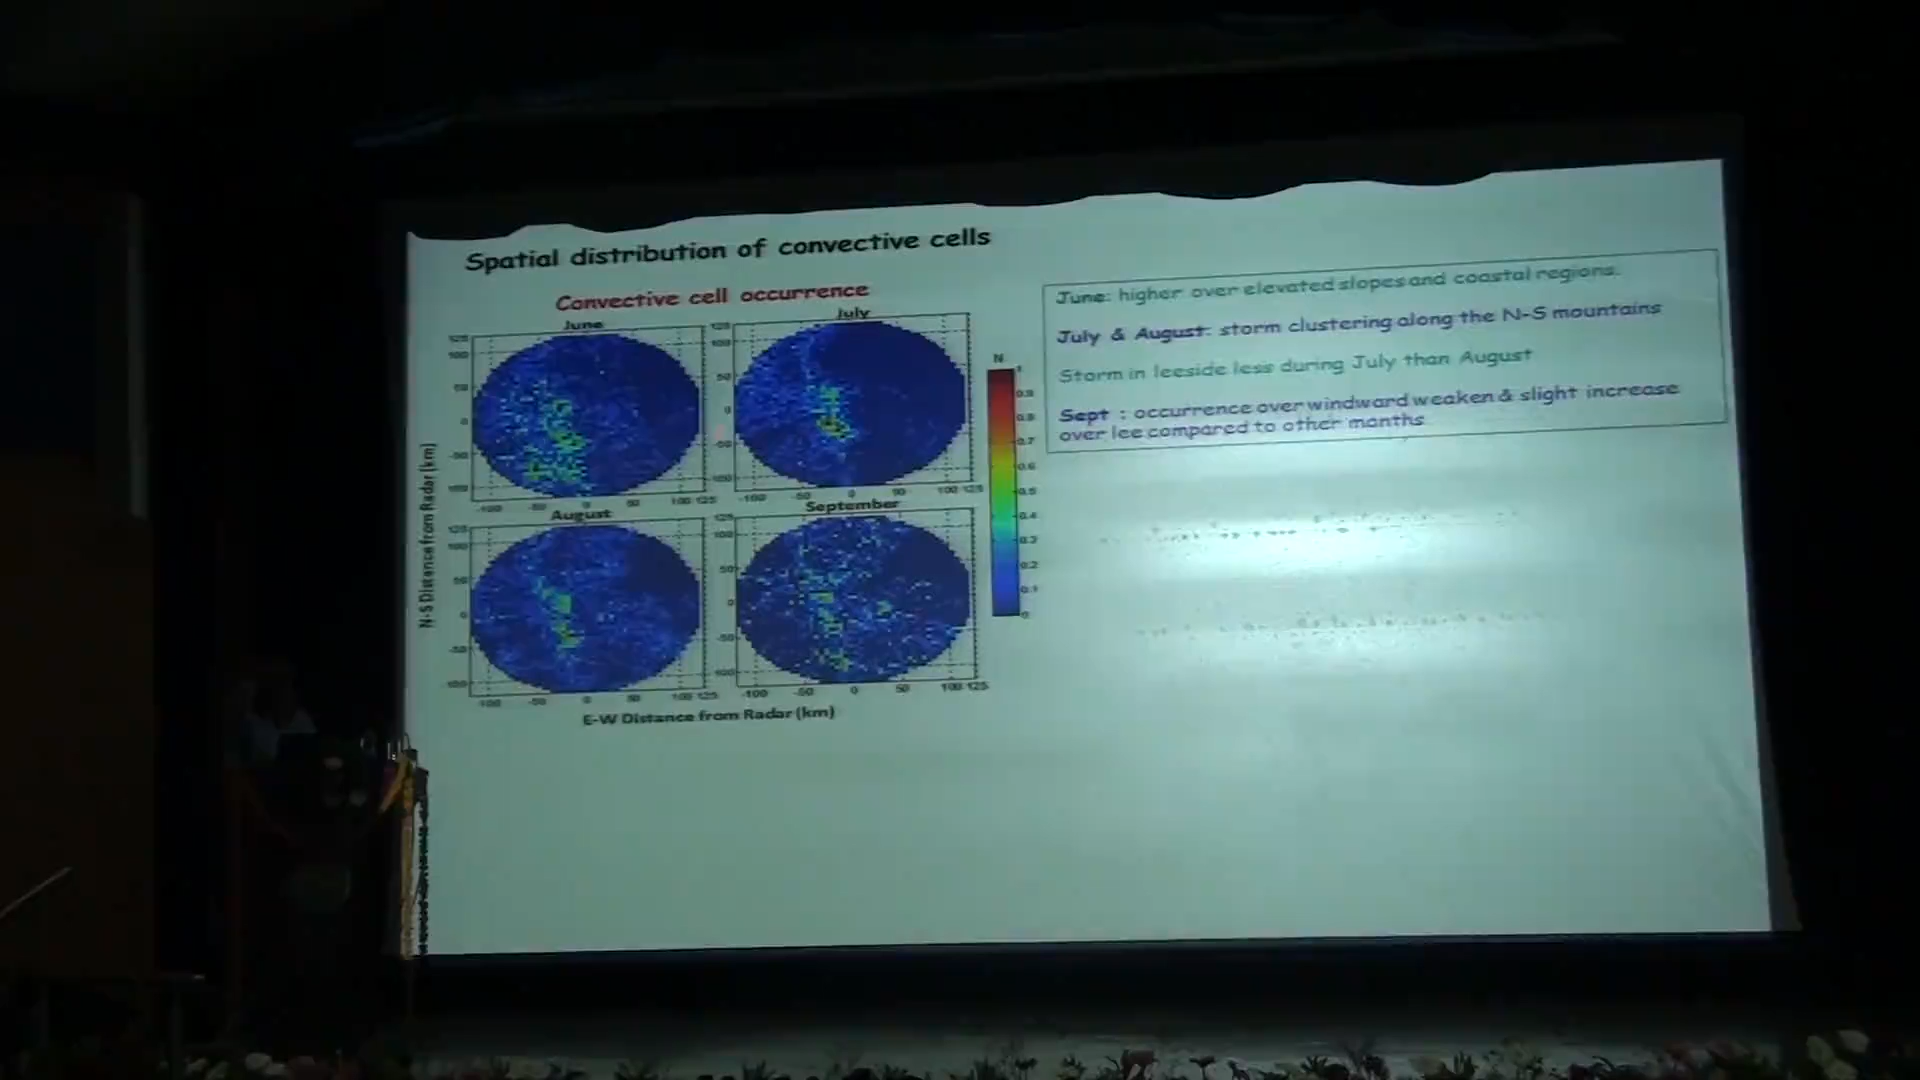 Spatial distribution of convective cells
Convective cell occurrence
June
July
August
September
N-S Distance from Radar (km)
E-W Distance from Radar (km)
N
June: higher over elevated slopes and coastal regions.
July & August: storm clustering along the N-S mountains
Storm in leeside less during July than August
Sept : occurrence over windward weaken & slight increase
over lee compared to other months